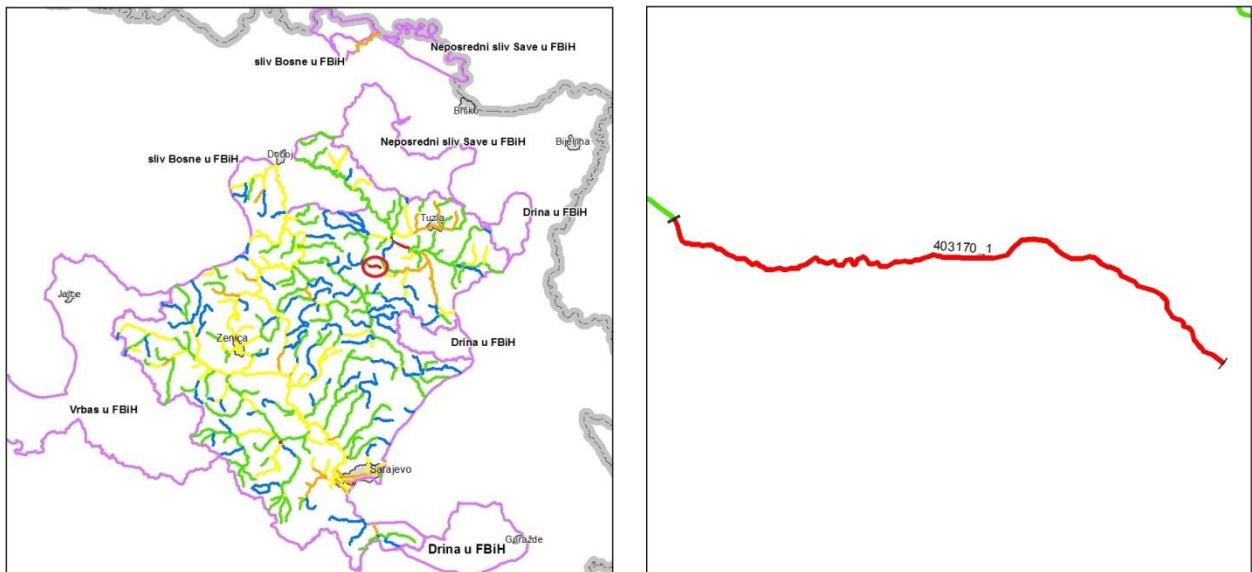 Neposredni sliv Save u FBiH
sliv Bosne u FBiH
Brčko
Bijeljina
Neposredni sliv Save u FBiH
Doboj
sliv Bosne u FBiH
Drina u FBiH
Tuzla
Jajce
Zenica
Drina u FBiH
Vrbas u FBiH
Sarajevo
Goražde
Drina u FBiH
403170_1